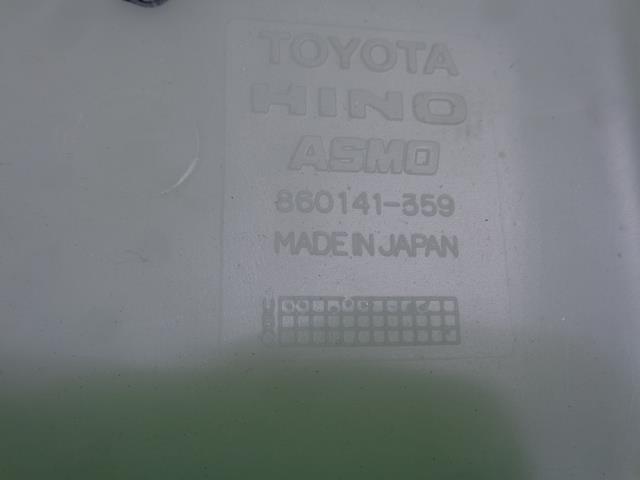 TOYOTA
HINO
ASMO
860141-359
MADE IN JAPAN